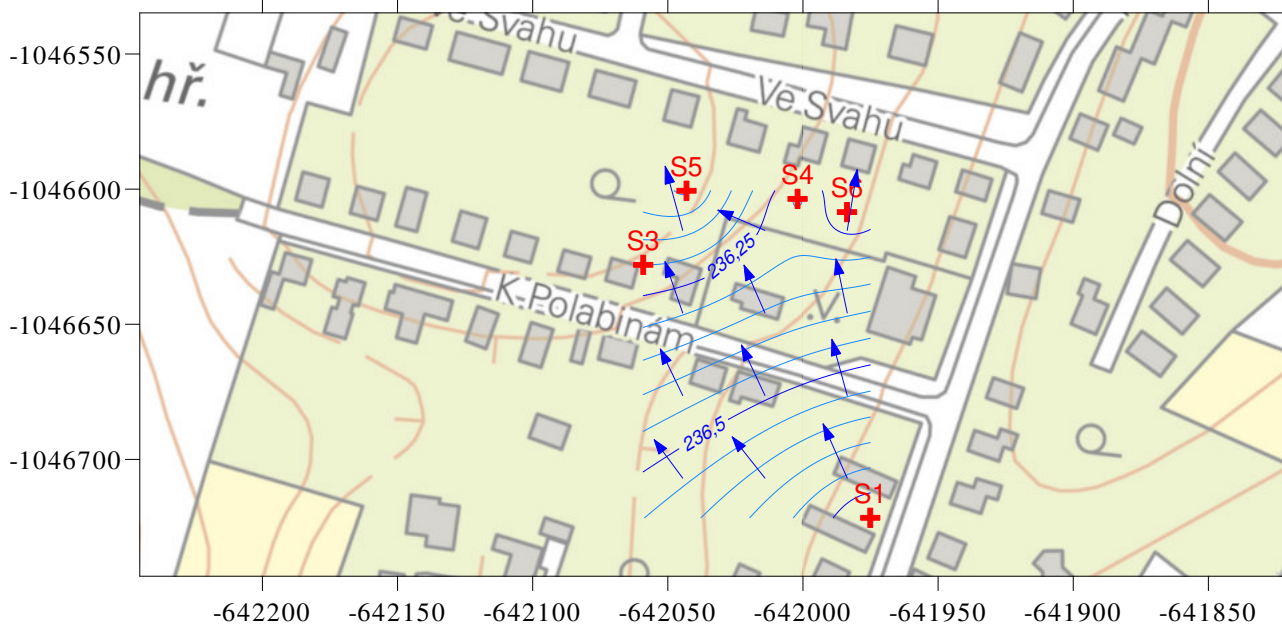 Ve Svahu
-1046550
hř.
Ve Svahu
Dolní
S5
S4
S6
-1046600
S3
236,25
K Polabinám
-1046650
V.
236,5
-1046700
S1
-642200
-642150
-642100
-642050
-642000
-641950
-641900
-641850